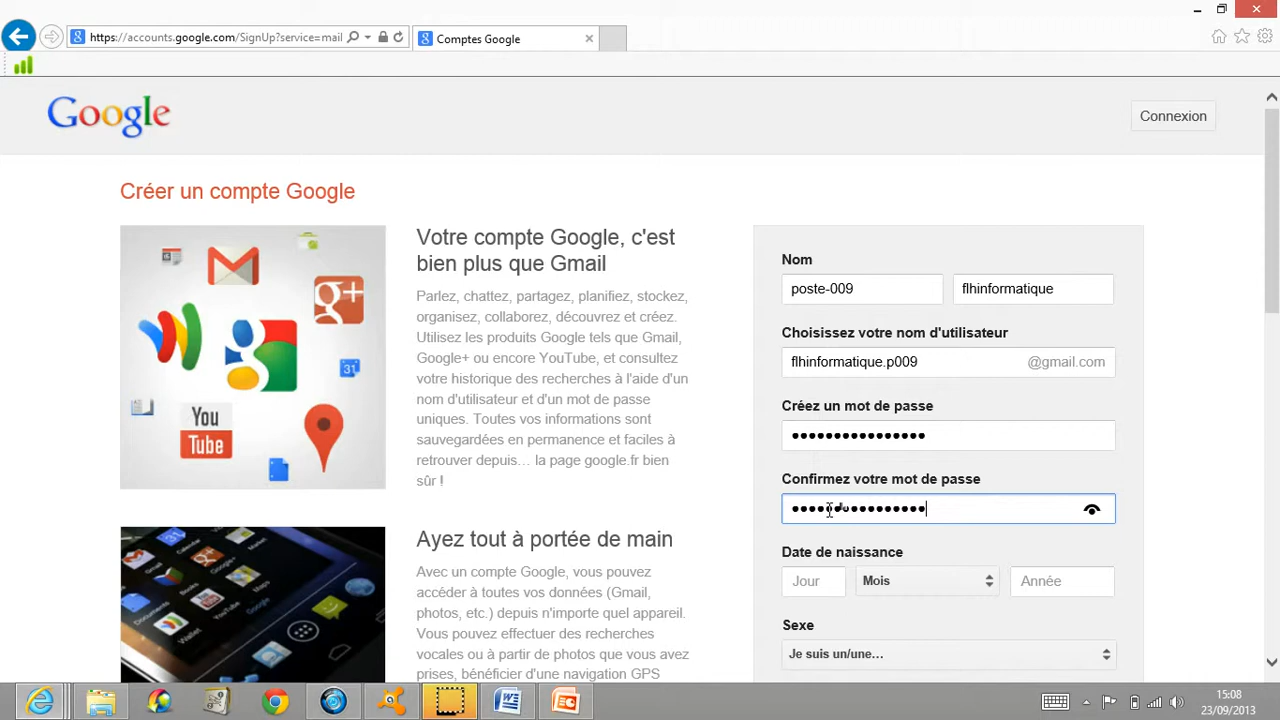 https://accounts.google.com/SignUp?service=mail
Comptes Google
Google
Connexion
Créer un compte Google
Votre compte Google, c'est
bien plus que Gmail
Parlez, chattez, partagez, planifiez, stockez,
organisez, collaborez, découvrez et créez.
Utilisez les produits Google tels que Gmail,
Google+ ou encore YouTube, et consultez
votre historique des recherches à l'aide d'un
nom d'utilisateur et d'un mot de passe
uniques. Toutes vos informations sont
sauvegardées en permanence et faciles à
retrouver depuis… la page google.fr bien
sûr !
g+
g
31
You
Tube
Ayez tout à portée de main
Avec un compte Google, vous pouvez
accéder à toutes vos données (Gmail,
photos, etc.) depuis n'importe quel appareil.
Vous pouvez effectuer des recherches
vocales ou à partir de photos que vous avez
prises, bénéficier d'une navigation GPS
Nom
poste-009
flhinformatique
Choisissez votre nom d'utilisateur
flhinformatique.p009
@gmail.com
Créez un mot de passe
Confirmez votre mot de passe
Date de naissance
Jour
Mois
Année
Sexe
Je suis un/une…
15:08
23/09/2013